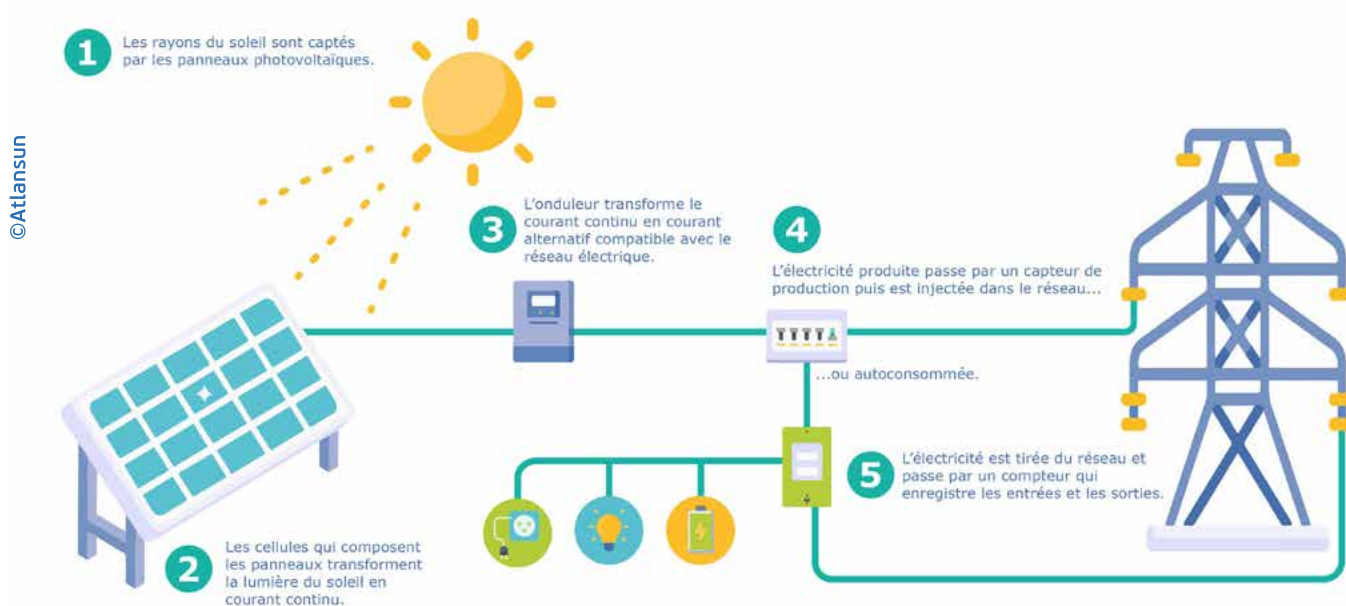 ©Atlansun
1
Les rayons du soleil sont captés
par les panneaux photovoltaïques.
2
Les cellules qui composent
les panneaux transforment
la lumière du soleil en
courant continu.
3
L'onduleur transforme le
courant continu en courant
alternatif compatible avec le
réseau électrique.
4
L'électricité produite passe par un capteur de
production puis est injectée dans le réseau...
...ou autoconsommée.
5
L'électricité est tirée du réseau et
passe par un compteur qui
enregistre les entrées et les sorties.